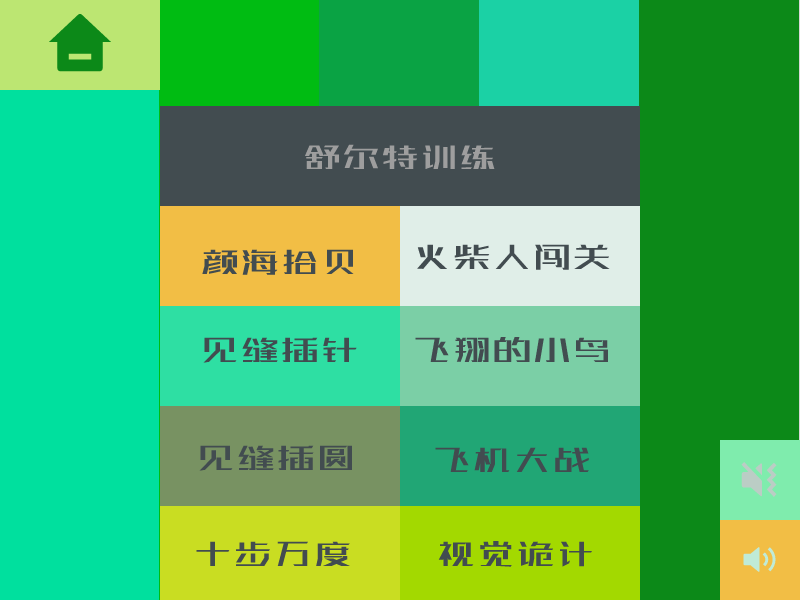 舒尔特训练
颜海拾贝
火柴人闯关
见缝插针
飞翔的小鸟
见缝插圆
飞机大战
十步万度
视觉诡计